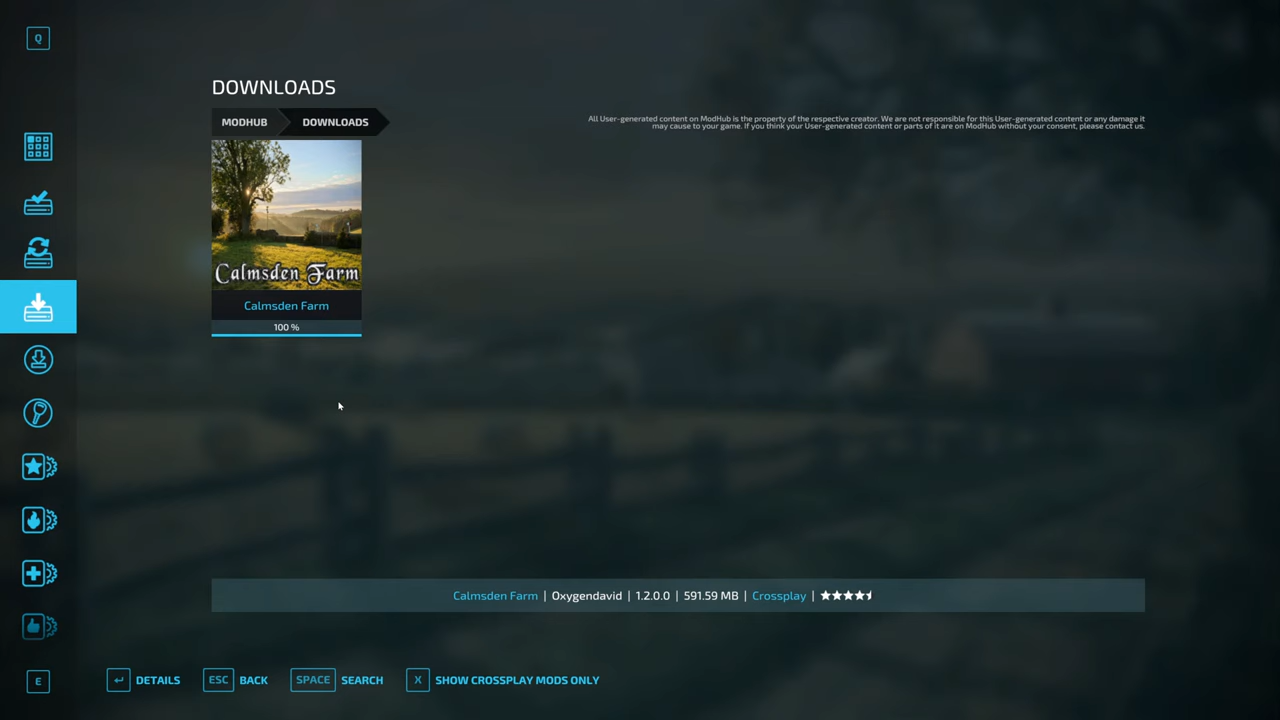 Q
DOWNLOADS
MODHUB DOWNLOADS
All User-generated content on ModHub is the property of the respective creator. We are not responsible for this User-generated content or any damage it
may cause to your game. If you think your User-generated content or parts of it are on ModHub without your consent, please contact us.
Calmsden Farm
Calmsden Farm
100 %
Calmsden Farm | Oxygendavid | 1.2.0.0 | 591.59 MB | Crossplay |
E
DETAILS ESC BACK SPACE SEARCH X SHOW CROSSPLAY MODS ONLY